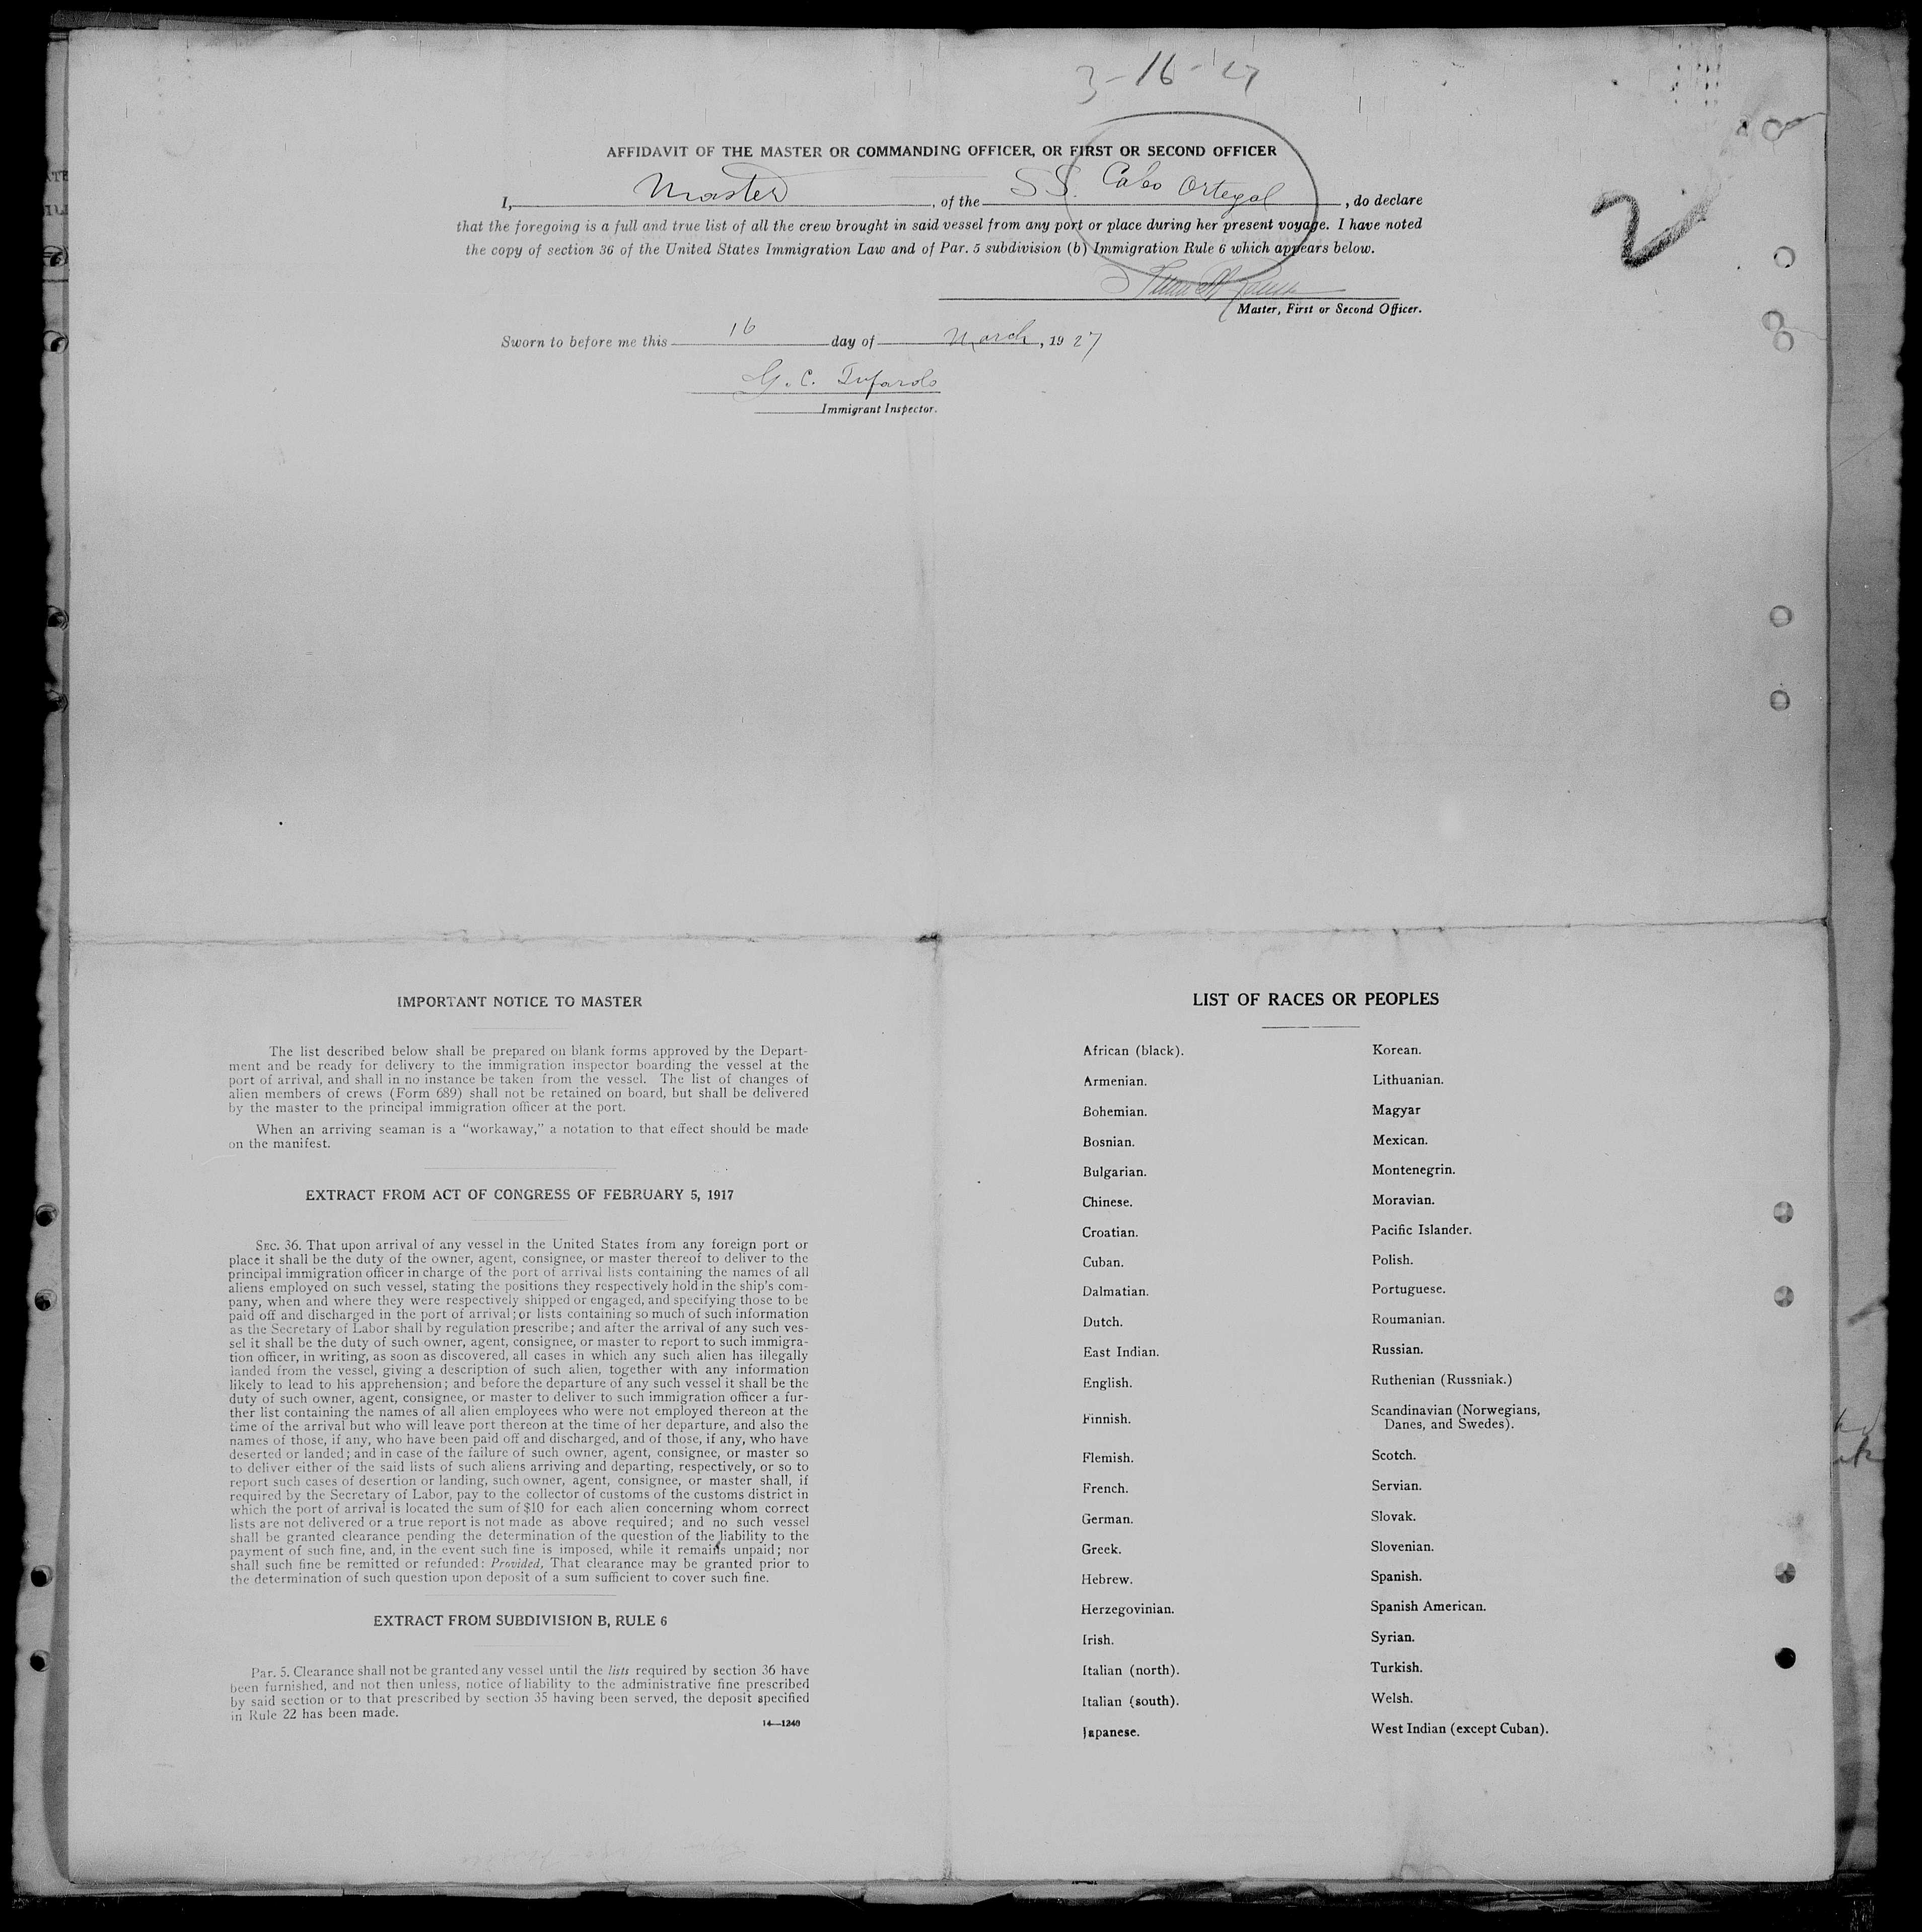 3-16-'27
AFFIDAVIT OF THE MASTER OR COMMANDING OFFICER, OR FIRST OR SECOND OFFICER
I, Master, of the SS. Cabo Ortegal, do declare
that the foregoing is a full and true list of all the crew brought in said vessel from any port or place during her present voyage. I have noted
the copy of section 36 of the United States Immigration Law and of Par. 5 subdivision (b) Immigration Rule 6 which appears below.
2
Master, First or Second Officer.
Sworn to before me this 16 day of March, 1927
G. C. Tufarolo
Immigrant Inspector.
IMPORTANT NOTICE TO MASTER
The list described below shall be prepared on blank forms approved by the Depart-
ment and be ready for delivery to the immigration inspector boarding the vessel at the
port of arrival, and shall in no instance be taken from the vessel. The list of changes of
alien members of crews (Form 689) shall not be retained on board, but shall be delivered
by the master to the principal immigration officer at the port.
When an arriving seaman is a "workaway," a notation to that effect should be made
on the manifest.
EXTRACT FROM ACT OF CONGRESS OF FEBRUARY 5, 1917
SEC. 36. That upon arrival of any vessel in the United States from any foreign port or
place it shall be the duty of the owner, agent, consignee, or master thereof to deliver to the
principal immigration officer in charge of the port of arrival lists containing the names of all
aliens employed on such vessel, stating the positions they respectively hold in the ship's com-
pany, when and where they were respectively shipped or engaged, and specifying those to be
paid off and discharged in the port of arrival; or lists containing so much of such information
as the Secretary of Labor shall by regulation prescribe; and after the arrival of any such ves-
sel it shall be the duty of such owner, agent, consignee, or master to report to such immigra-
tion officer, in writing, as soon as discovered, all cases in which any such alien has illegally
landed from the vessel, giving a description of such alien, together with any information
likely to lead to his apprehension; and before the departure of any such vessel it shall be the
duty of such owner, agent, consignee, or master to deliver to such immigration officer a fur-
ther list containing the names of all alien employees who were not employed thereon at the
time of the arrival but who will leave port thereon at the time of her departure, and also the
names of those, if any, who have been paid off and discharged, and of those, if any, who have
deserted or landed; and in case of the failure of such owner, agent, consignee, or master so
to deliver either of the said lists of such aliens arriving and departing, respectively, or so to
report such cases of desertion or landing, such owner, agent, consignee, or master shall, if
required by the Secretary of Labor, pay to the collector of customs of the customs district in
which the port of arrival is located the sum of $10 for each alien concerning whom correct
lists are not delivered or a true report is not made as above required; and no such vessel
shall be granted clearance pending the determination of the question of the liability to the
payment of such fine, and, in the event such fine is imposed, while it remains unpaid; nor
shall such fine be remitted or refunded: Provided, That clearance may be granted prior to
the determination of such question upon deposit of a sum sufficient to cover such fine.
EXTRACT FROM SUBDIVISION B, RULE 6
Par. 5. Clearance shall not be granted any vessel until the lists required by section 36 have
been furnished, and not then unless, notice of liability to the administrative fine prescribed
by said section or to that prescribed by section 35 having been served, the deposit specified
in Rule 22 has been made.
14—1240
LIST OF RACES OR PEOPLES
African (black).
Armenian.
Bohemian.
Bosnian.
Bulgarian.
Chinese.
Croatian.
Cuban.
Dalmatian.
Dutch.
East Indian.
English.
Finnish.
Flemish.
French.
German.
Greek.
Hebrew.
Herzegovinian.
Irish.
Italian (north).
Italian (south).
Japanese.
Korean.
Lithuanian.
Magyar
Mexican.
Montenegrin.
Moravian.
Pacific Islander.
Polish.
Portuguese.
Roumanian.
Russian.
Ruthenian (Russniak.)
Scandinavian (Norwegians,
Danes, and Swedes).
Scotch.
Servian.
Slovak.
Slovenian.
Spanish.
Spanish American.
Syrian.
Turkish.
Welsh.
West Indian (except Cuban).